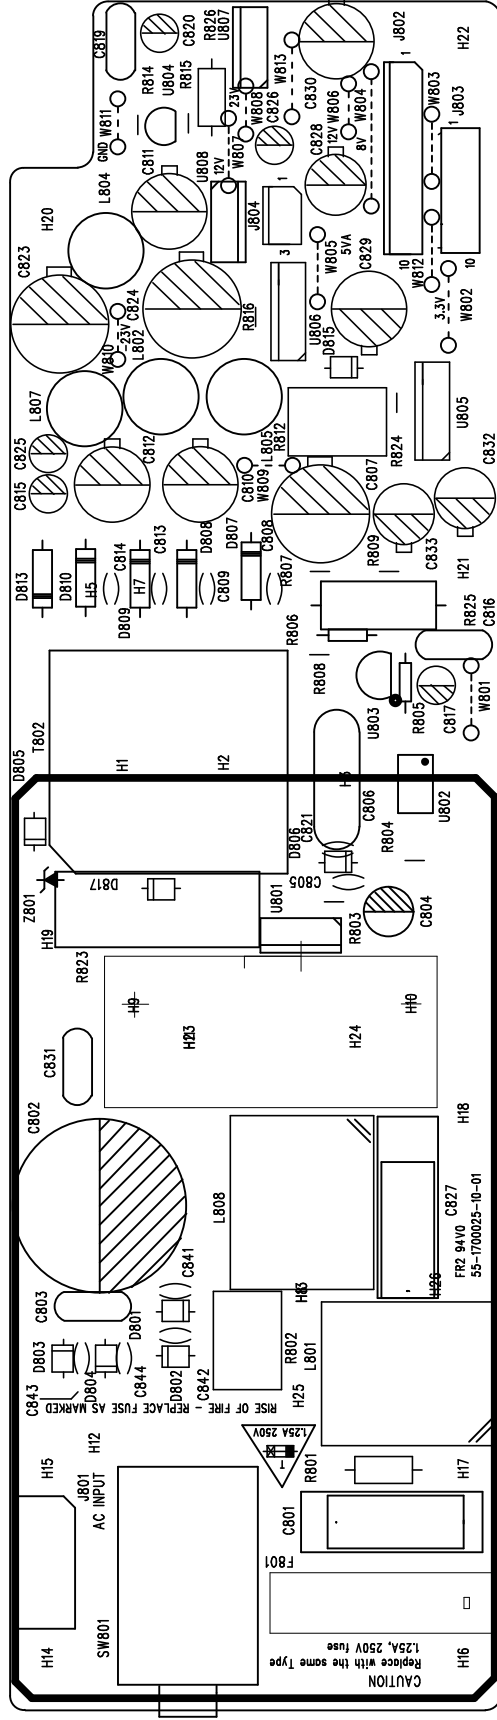 C819
C820
R826
U807
J802
H22
R814
U804
R815
W811
GND
23V
W808
C826
W813
C830
W806
W804
12V
8V
1
W803
J803
1
C811
U808
12V
W807
C828
L804
H20
J804
3
W805
5VA
C829
10
W812
10
C823
C824
-23V
L802
W810
R816
U806
D815
3.3V
W802
L807
C825
C815
C812
C810
W809
L805
R812
C807
R824
U805
C832
D813
D810
H5
C814
D809
H7
C813
D808
C809
D807
C808
R807
R809
C833
H21
R806
R825
C816
R808
U803
R805
C817
W801
T802
D805
H1
H2
H3
C806
C821
D806
U802
R804
Z801
D817
C805
U801
R803
C804
H19
R823
H9
H10
H23
H24
C831
C802
H18
L808
C827
FR2 94V0
55-1700025-10-01
C803
C841
H26
D801
D803
D804
C844
D802
C842
C843
R802
L801
H25
RISE OF FIRE - REPLACE FUSE AS MARKED
1.25A 250V
T
R801
H12
H15
J801
AC INPUT
H17
C801
F801
SW801
H14
H16
CAUTION
Replace with the same Type
1.25A, 250V fuse